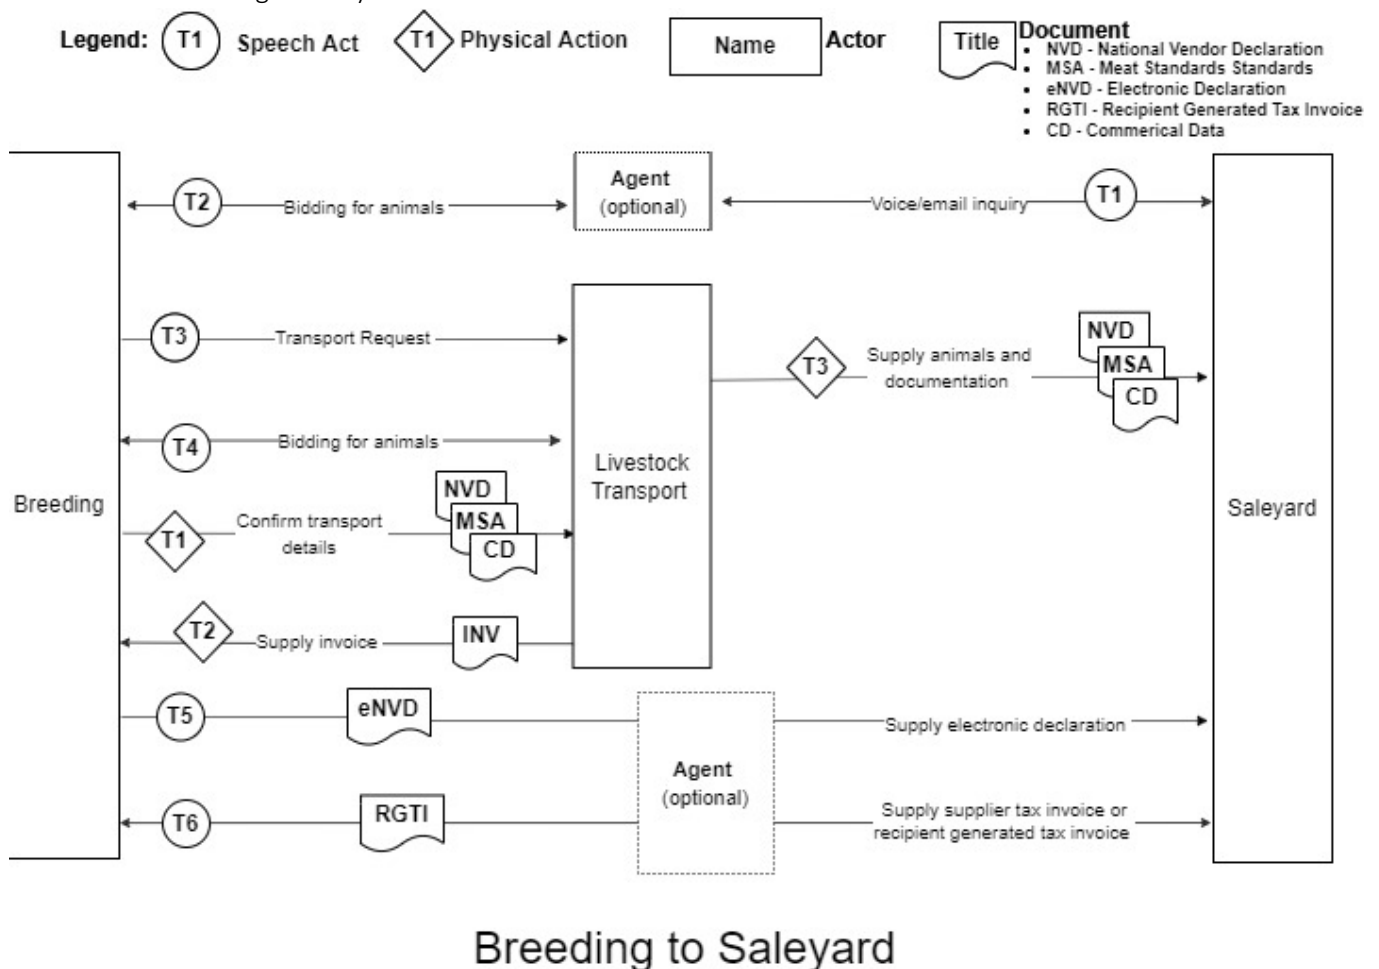 Legend:
T1
Speech Act
T1
Physical Action
Name
Actor
Title
Document
• NVD - National Vendor Declaration
• MSA - Meat Standards Standards
• eNVD - Electronic Declaration
• RGTI - Recipient Generated Tax Invoice
• CD - Commerical Data
T2
Bidding for animals
Agent
(optional)
Voice/email inquiry
T1
T3
Transport Request
T3
Supply animals and
documentation
NVD
MSA
CD
T4
Bidding for animals
Livestock
Transport
Breeding
Saleyard
T1
Confirm transport
details
NVD
MSA
CD
T2
Supply invoice
INV
T5
eNVD
Supply electronic declaration
Agent
(optional)
T6
RGTI
Supply supplier tax invoice or
recipient generated tax invoice
Breeding to Saleyard